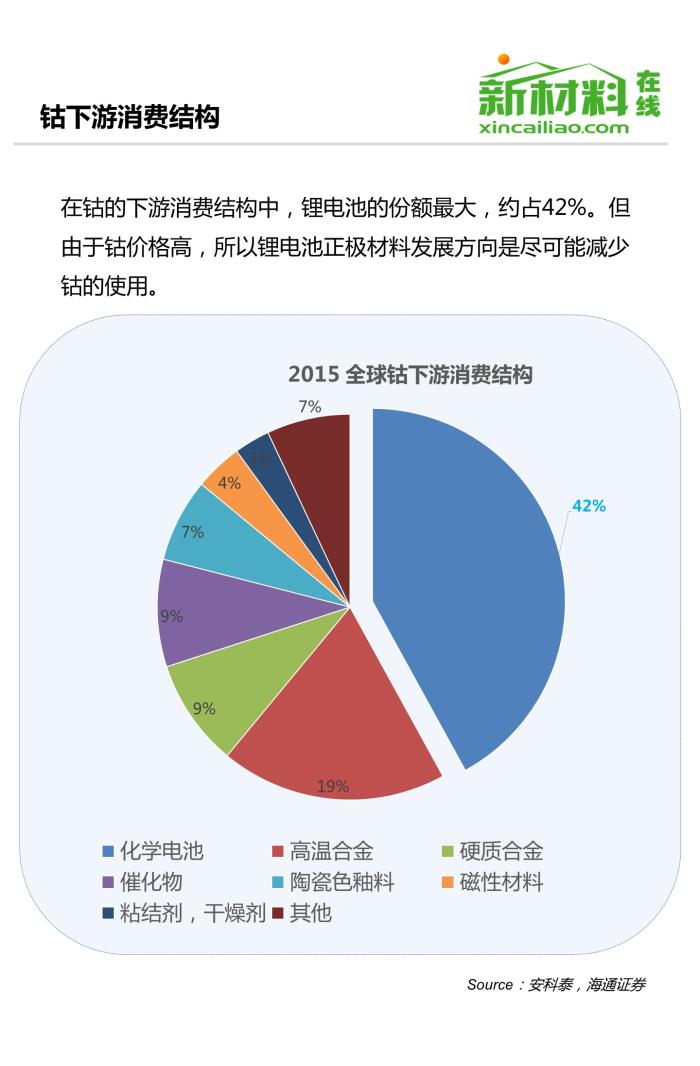 新材料在线
xincailiao.com
钴下游消费结构
在钴的下游消费结构中，锂电池的份额最大，约占42%。但
由于钴价格高，所以锂电池正极材料发展方向是尽可能减少
钴的使用。
2015 全球钴下游消费结构
7%
3%
4%
42%
7%
9%
9%
19%
化学电池 高温合金 硬质合金
催化物 陶瓷色釉料 磁性材料
粘结剂，干燥剂 其他
Source：安科泰，海通证券